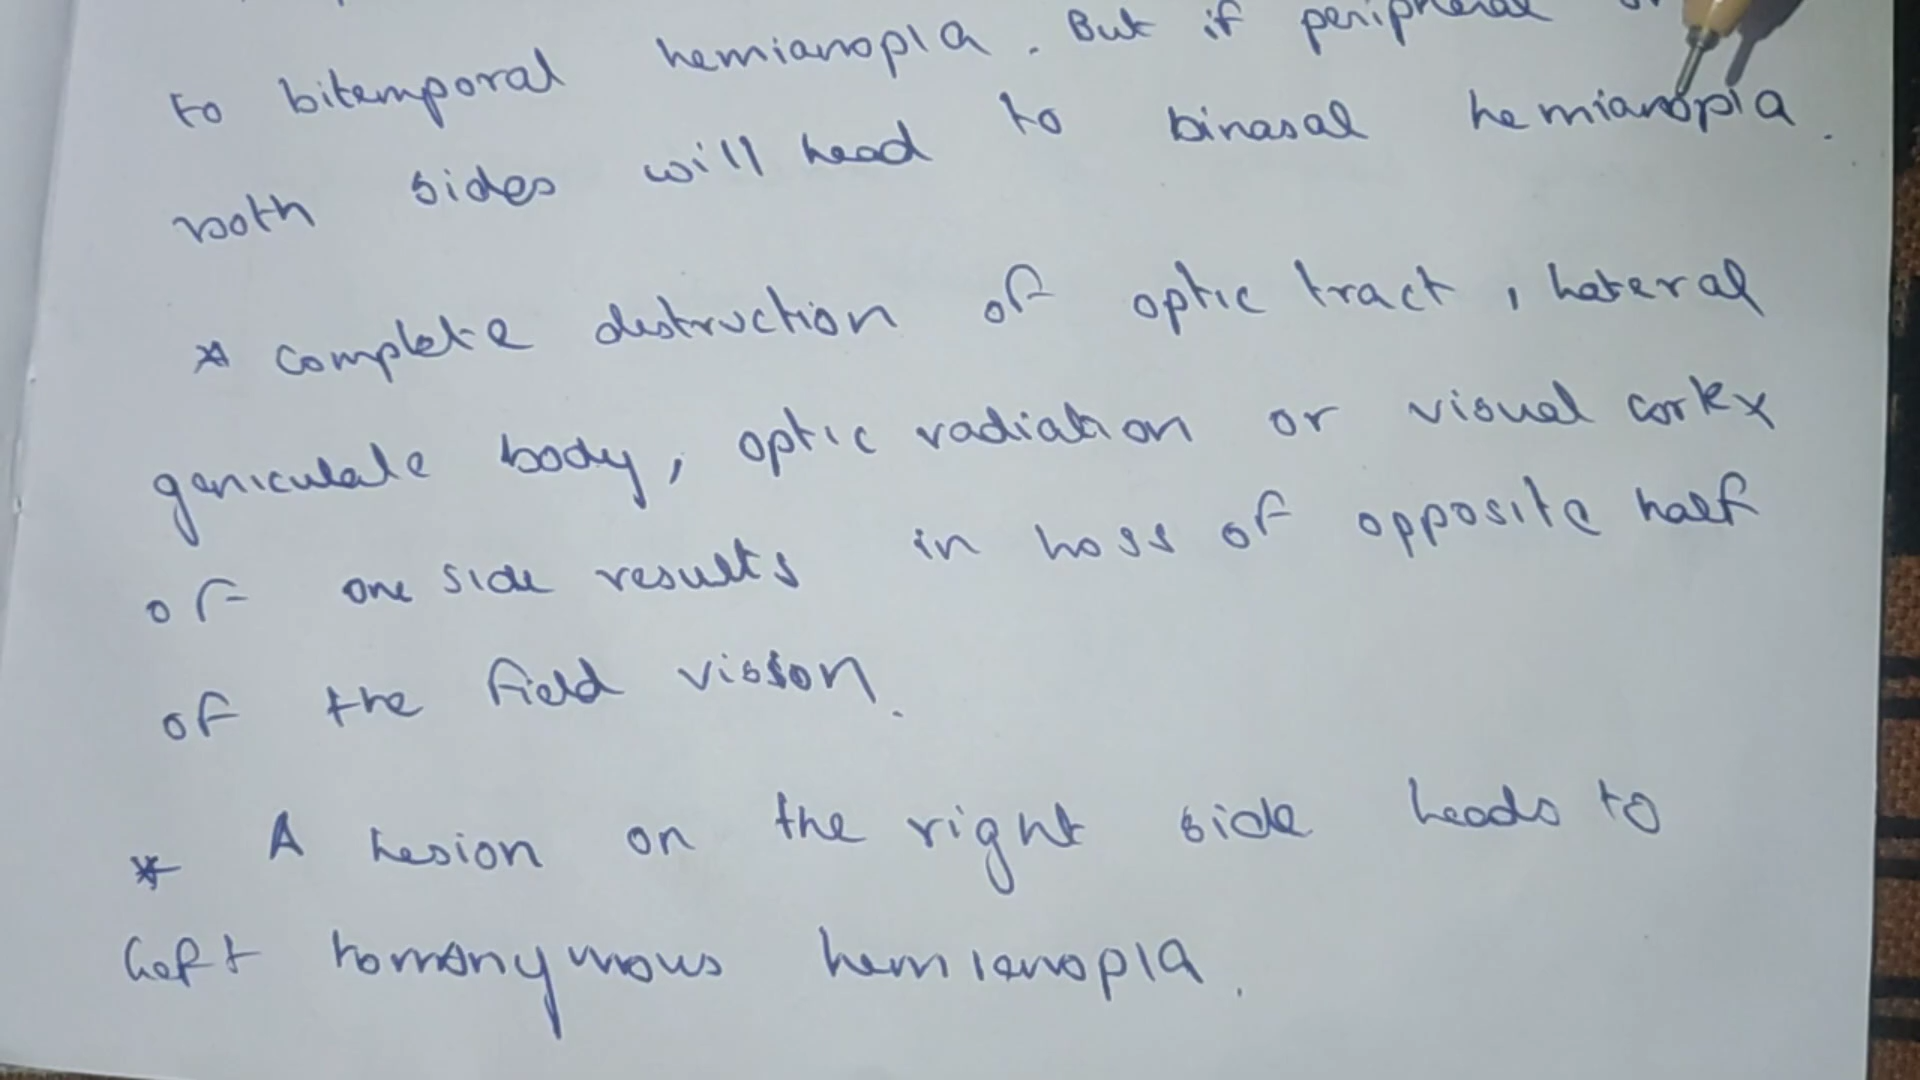 to bitemporal hemianopia. But if peripheral
both sides will lead to binasal hemianopia.
* complete destruction of optic tract, lateral
geniculate body, optic radiation or visual cortex
of one side results in loss of opposite half
of the field vision.
* A lesion on the right side leads to
left homonymous hemianopia.